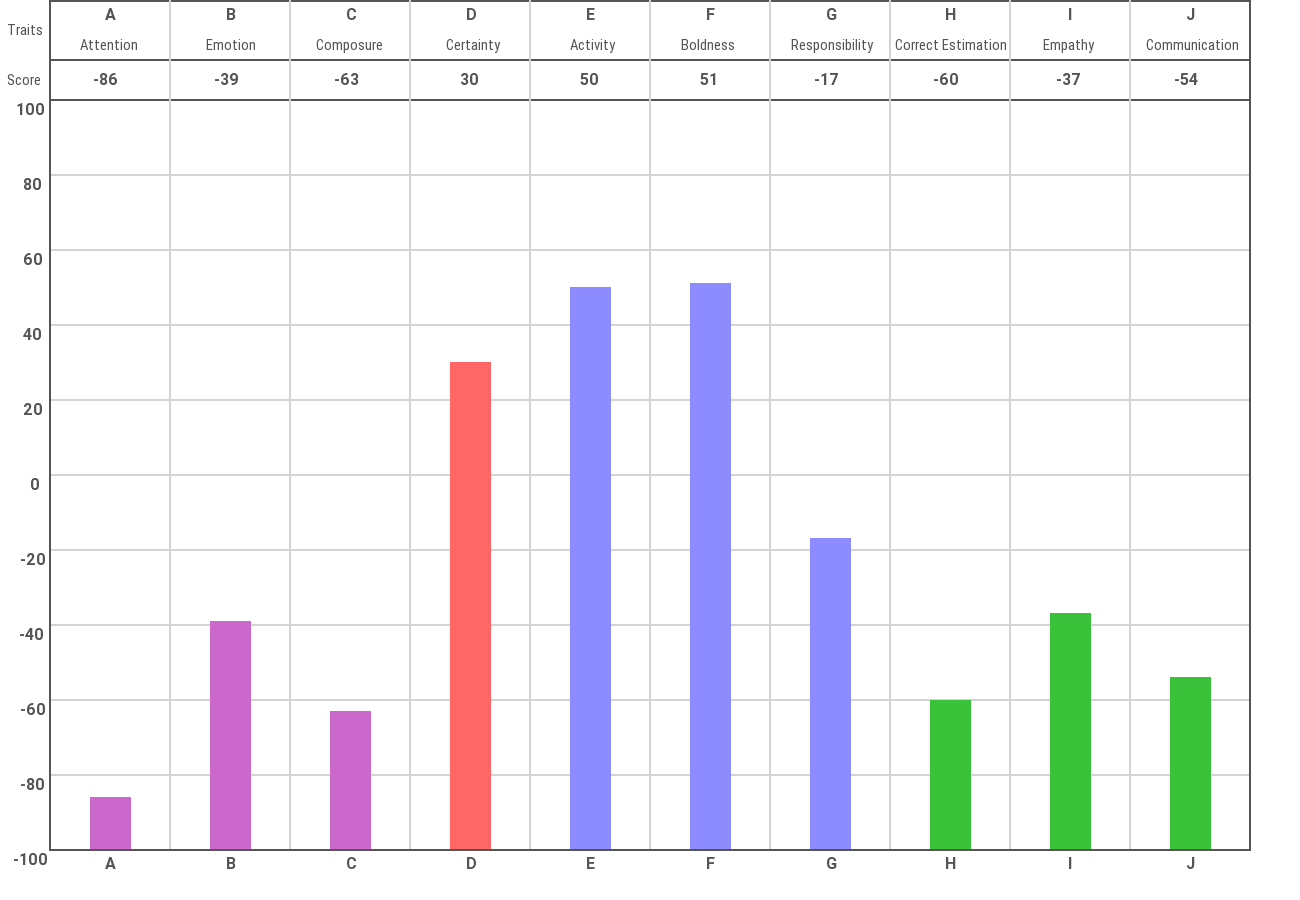 A B C D E F G H I J
Traits
Attention Emotion Composure Certainty Activity Boldness Responsibility Correct Estimation Empathy Communication
Score -86 -39 -63 30 50 51 -17 -60 -37 -54
100
80
60
40
20
0
-20
-40
-60
-80
-100
A B C D E F G H I J